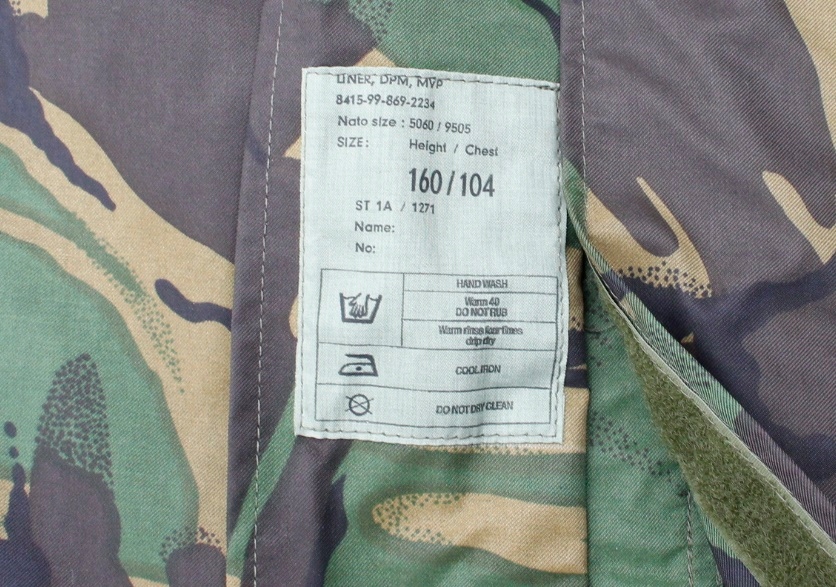 LINER, DPM, MVP
8415-99-869-2234
Nato size : 5060 / 9505
SIZE: Height / Chest
160/104
ST 1A / 1271
Name:
No:
HAND WASH
Warm 40
DO NOT RUB
Warm rinse four times
drip dry
COOL IRON
DO NOT DRY CLEAN